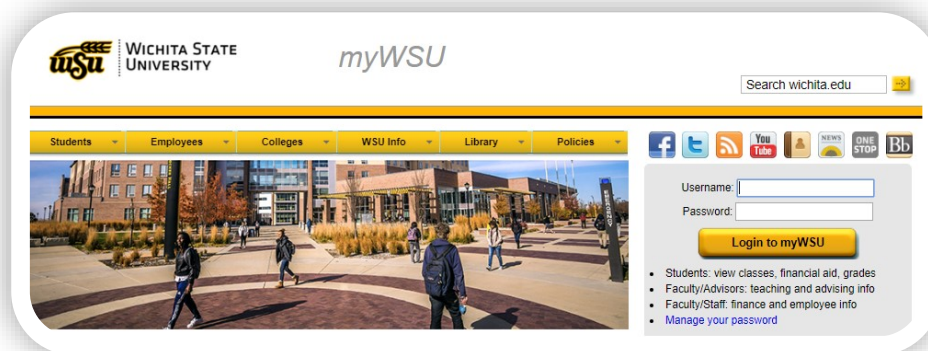 WSU
WICHITA STATE
UNIVERSITY
myWSU
Search wichita.edu
Students
Employees
Colleges
WSU Info
Library
Policies
f
t
You
Tube
NEWS
ONE
STOP
Bb
Username:
Password:
Login to myWSU
Students: view classes, financial aid, grades
Faculty/Advisors: teaching and advising info
Faculty/Staff: finance and employee info
Manage your password